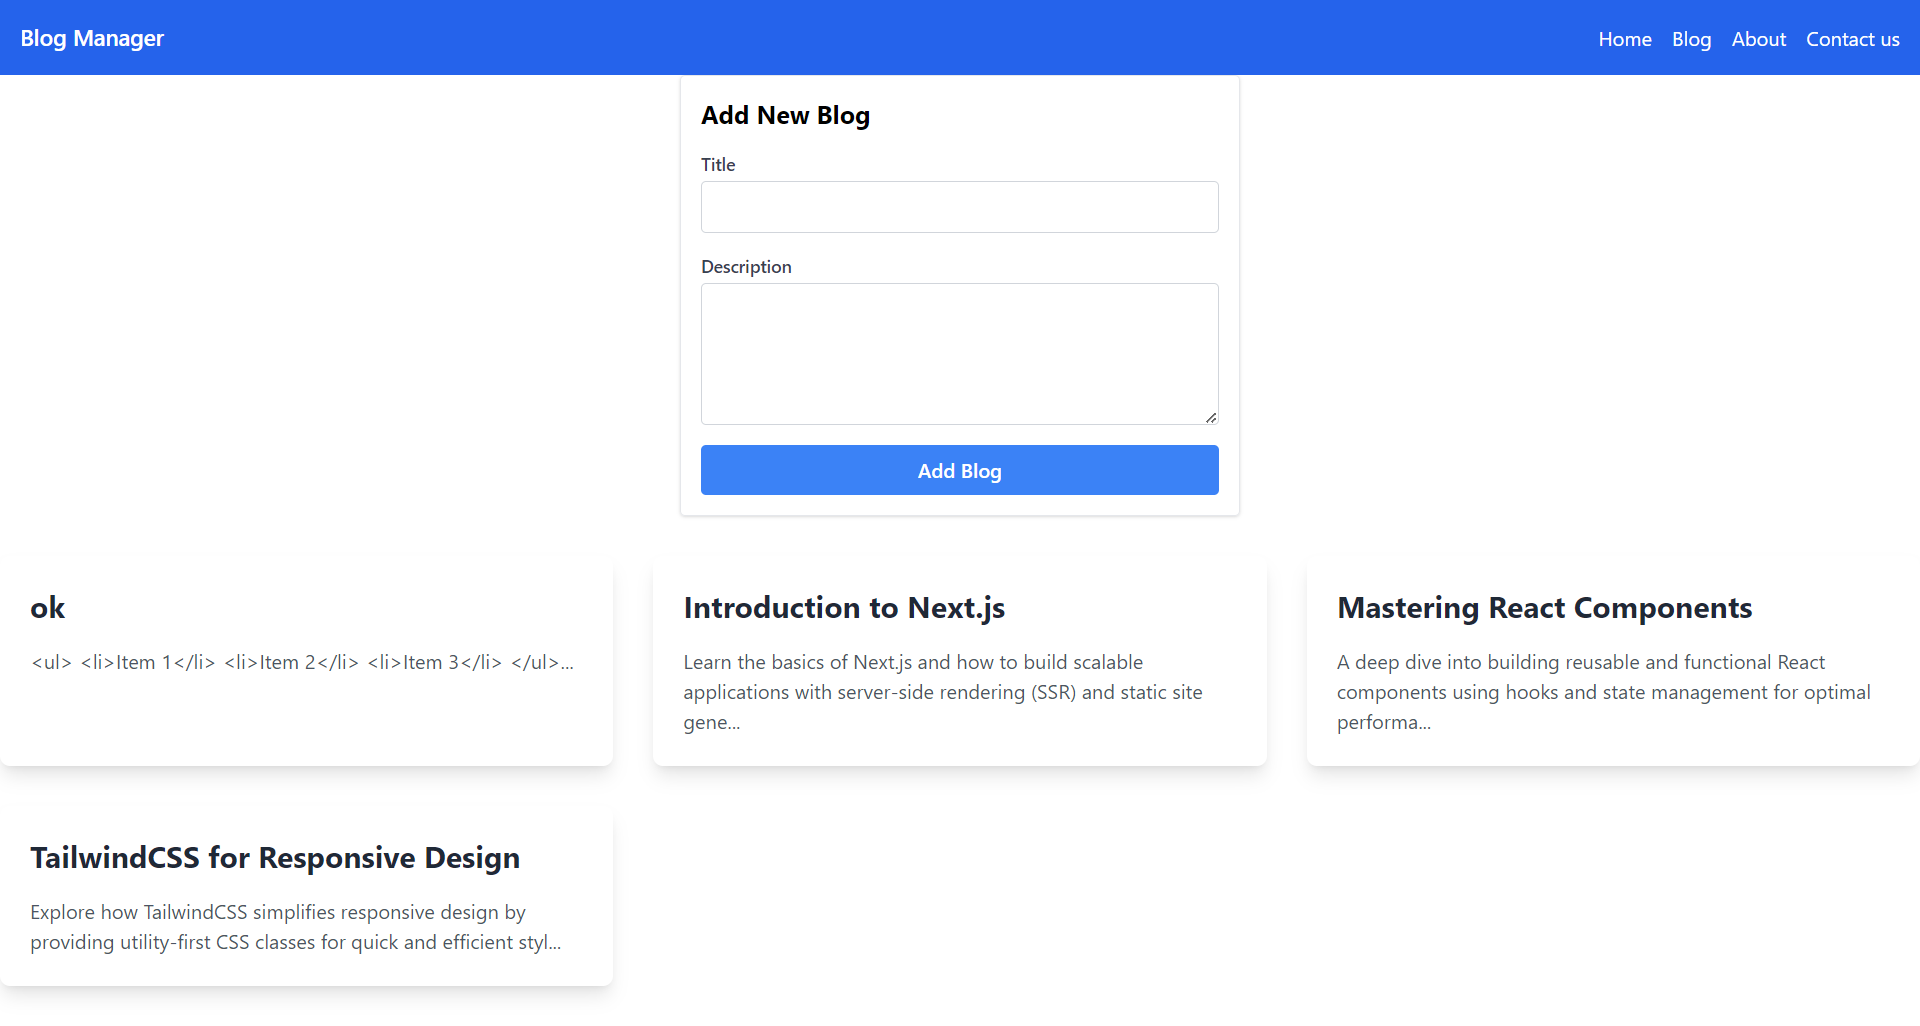 Blog Manager
Home Blog About Contact us
Add New Blog
Title
Description
Add Blog
ok
<ul> <li>Item 1</li> <li>Item 2</li> <li>Item 3</li> </ul>...
Introduction to Next.js
Learn the basics of Next.js and how to build scalable
applications with server-side rendering (SSR) and static site
gene...
Mastering React Components
A deep dive into building reusable and functional React
components using hooks and state management for optimal
performa...
TailwindCSS for Responsive Design
Explore how TailwindCSS simplifies responsive design by
providing utility-first CSS classes for quick and efficient styl...